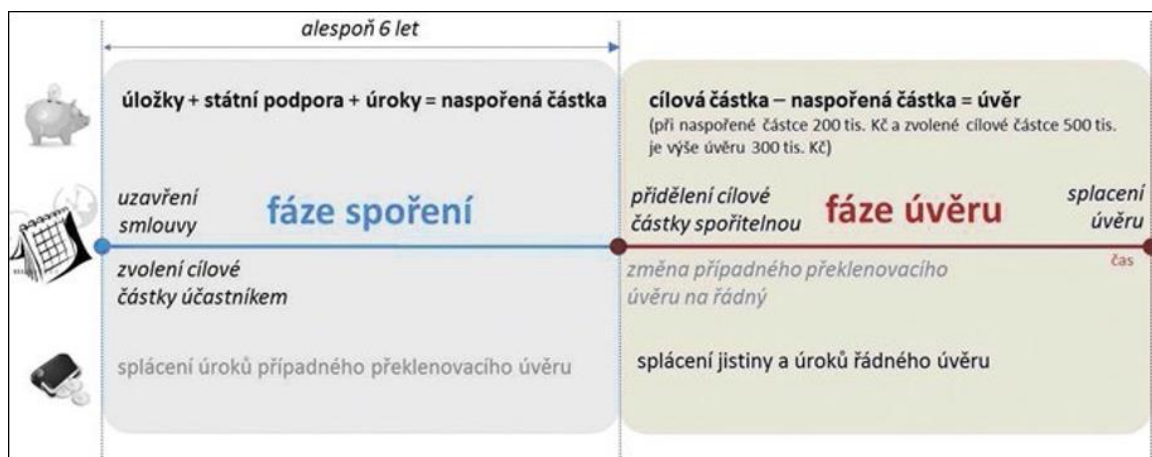 alespoň 6 let
úložky + státní podpora + úroky = naspořená částka
cílová částka – naspořená částka = úvěr
(při naspořené částce 200 tis. Kč a zvolené cílové částce 500 tis.
je výše úvěru 300 tis. Kč)
uzavření
smlouvy
fáze spoření
přidělení cílové
částky spořitelnou
fáze úvěru
splacení
úvěru
zvolení cílové
částky účastníkem
změna případného překlenovacího
úvěru na řádný
čas
splácení úroků případného překlenovacího úvěru
splácení jistiny a úroků řádného úvěru